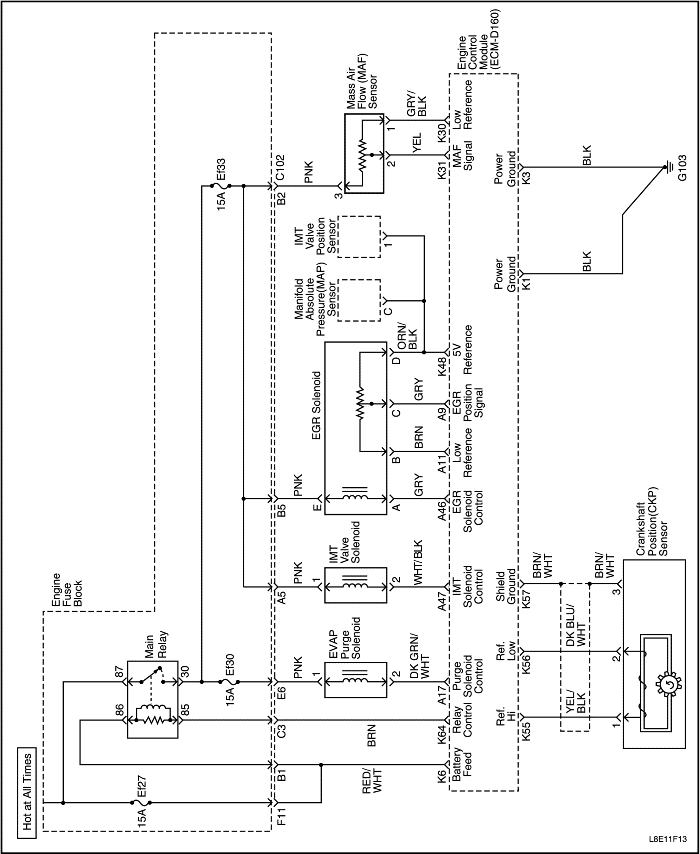 Hot at All Times
Engine
Fuse
Block
Main
Relay
87
30
86
85
Ef27
15A
Ef30
15A
Ef33
15A
F11
B1
C3
E6
A5
B5
B2
C102
RED/
WHT
BRN
PNK
PNK
PNK
PNK
EVAP
Purge
Solenoid
1
2
DK GRN/
WHT
IMT
Valve
Solenoid
1
2
WHT/BLK
EGR Solenoid
E
A
B
C
D
GRY
BRN
GRY
ORN/
BLK
Manifold
Absolute
Pressure(MAP)
Sensor
C
IMT
Valve
Position
Sensor
1
Mass Air
Flow (MAF)
Sensor
3
2
1
YEL
GRY/
BLK
Engine
Control
Module
(ECM-D160)
K6
Battery
Feed
K64
Relay
Control
A17
Purge
Solenoid
Control
A47
IMT
Solenoid
Control
A46
EGR
Solenoid
Control
A11
Low
Reference
A9
EGR
Position
Signal
K48
5V
Reference
K31
MAF
Signal
K30
Low
Reference
Ref.
Hi
K55
Ref.
Low
K56
Shield
Ground
K57
Power
Ground
K1
Power
Ground
K3
YEL/
BLK
DK BLU/
WHT
BRN/
WHT
BRN/
WHT
BLK
BLK
G103
1
2
3
Crankshaft
Position(CKP)
Sensor
L8E11F13